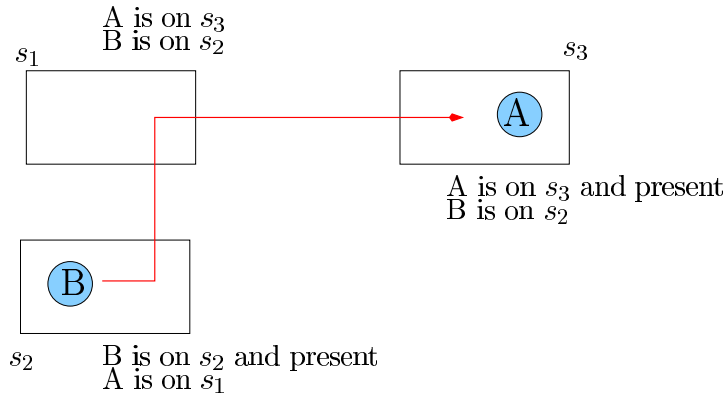 A is on s₃
B is on s₂
s₁
s₃
A
A is on s₃ and present
B is on s₂
B
s₂
B is on s₂ and present
A is on s₁